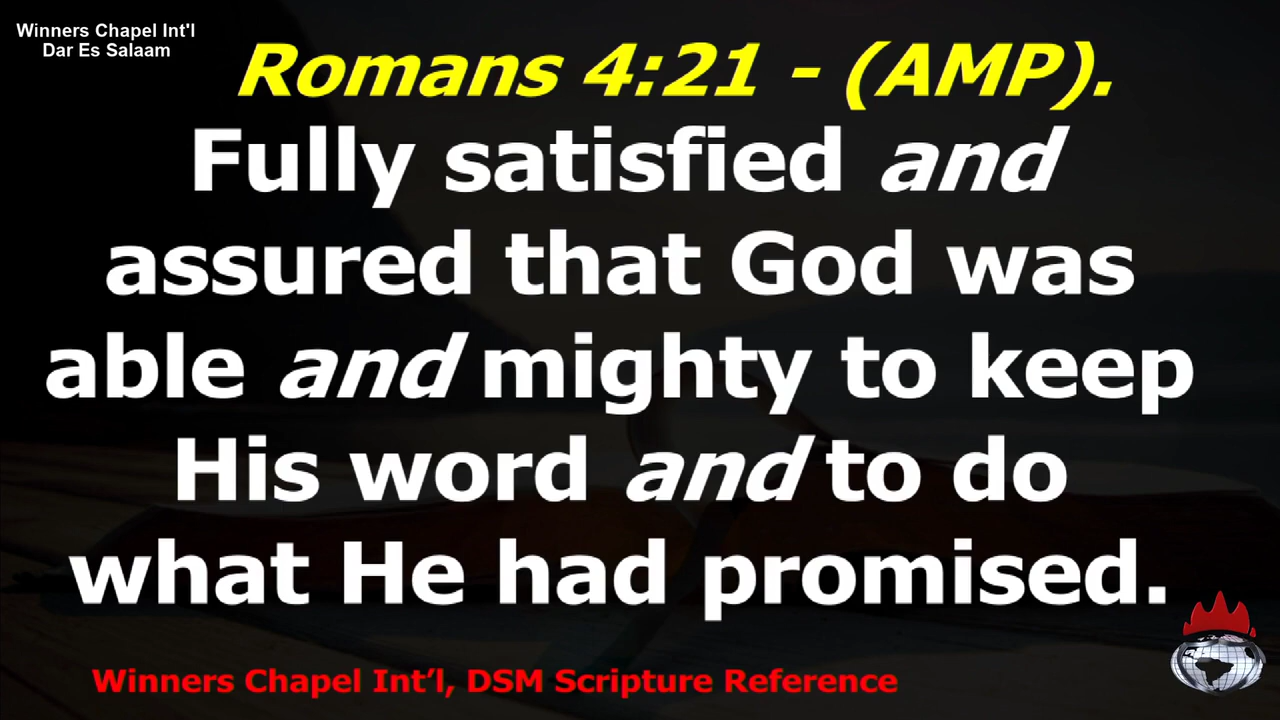 Winners Chapel Int'l
Dar Es Salaam
Romans 4:21 - (AMP).
Fully satisfied and
assured that God was
able and mighty to keep
His word and to do
what He had promised.
Winners Chapel Int’l, DSM Scripture Reference